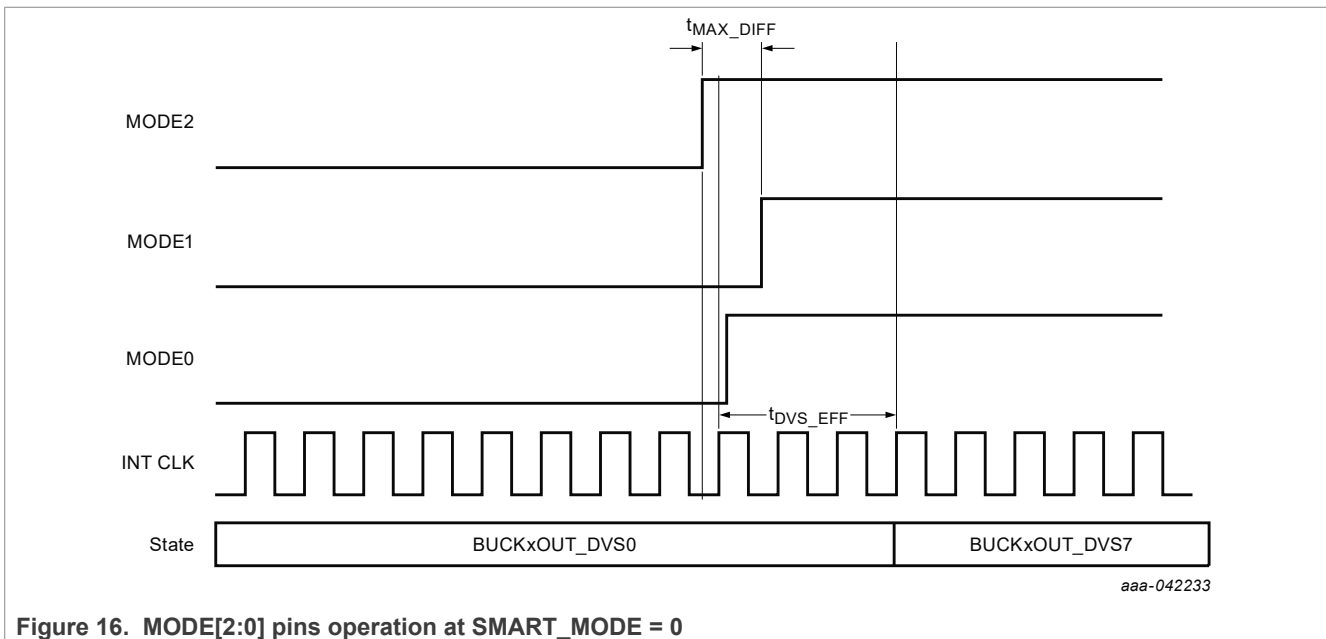 tMAX_DIFF
MODE2
MODE1
MODE0
tDVS_EFF
INT CLK
State
BUCKxOUT_DVS0
BUCKxOUT_DVS7
aaa-042233
Figure 16. MODE[2:0] pins operation at SMART_MODE = 0